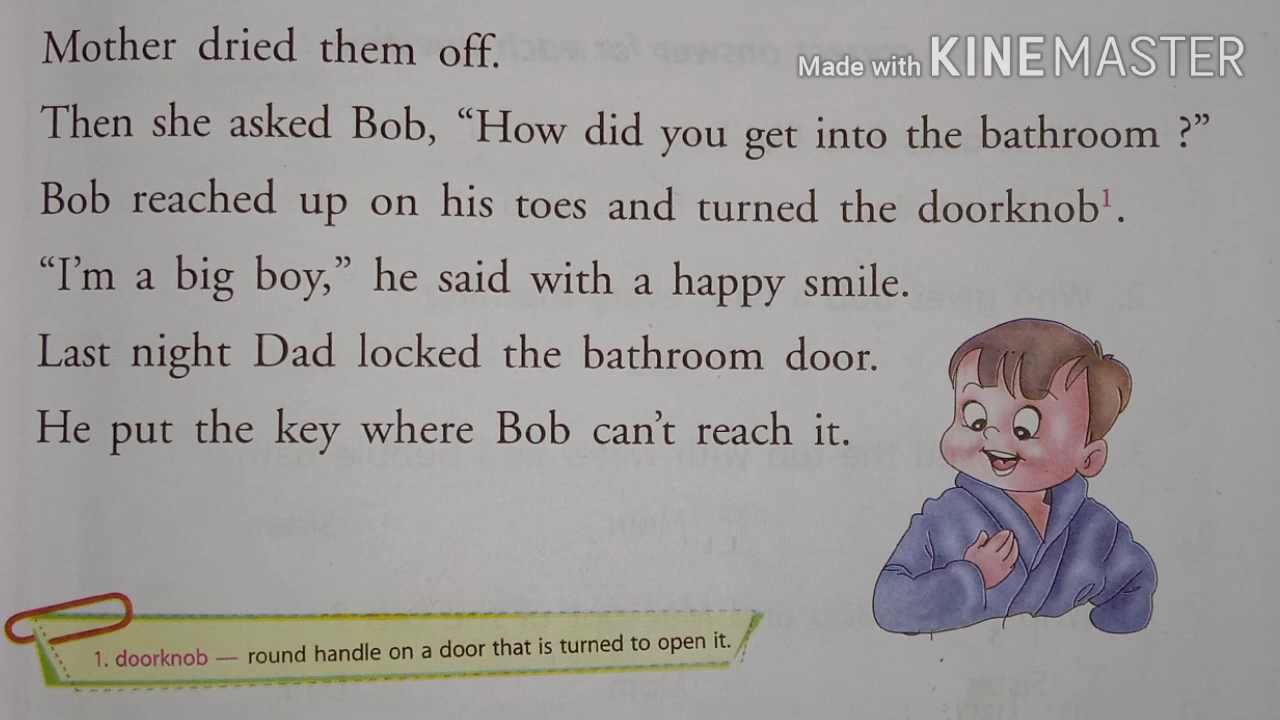 Made with KINEMASTER
Mother dried them off.
Then she asked Bob, “How did you get into the bathroom ?”
Bob reached up on his toes and turned the doorknob¹.
“I’m a big boy,” he said with a happy smile.
Last night Dad locked the bathroom door.
He put the key where Bob can’t reach it.
1. doorknob — round handle on a door that is turned to open it.